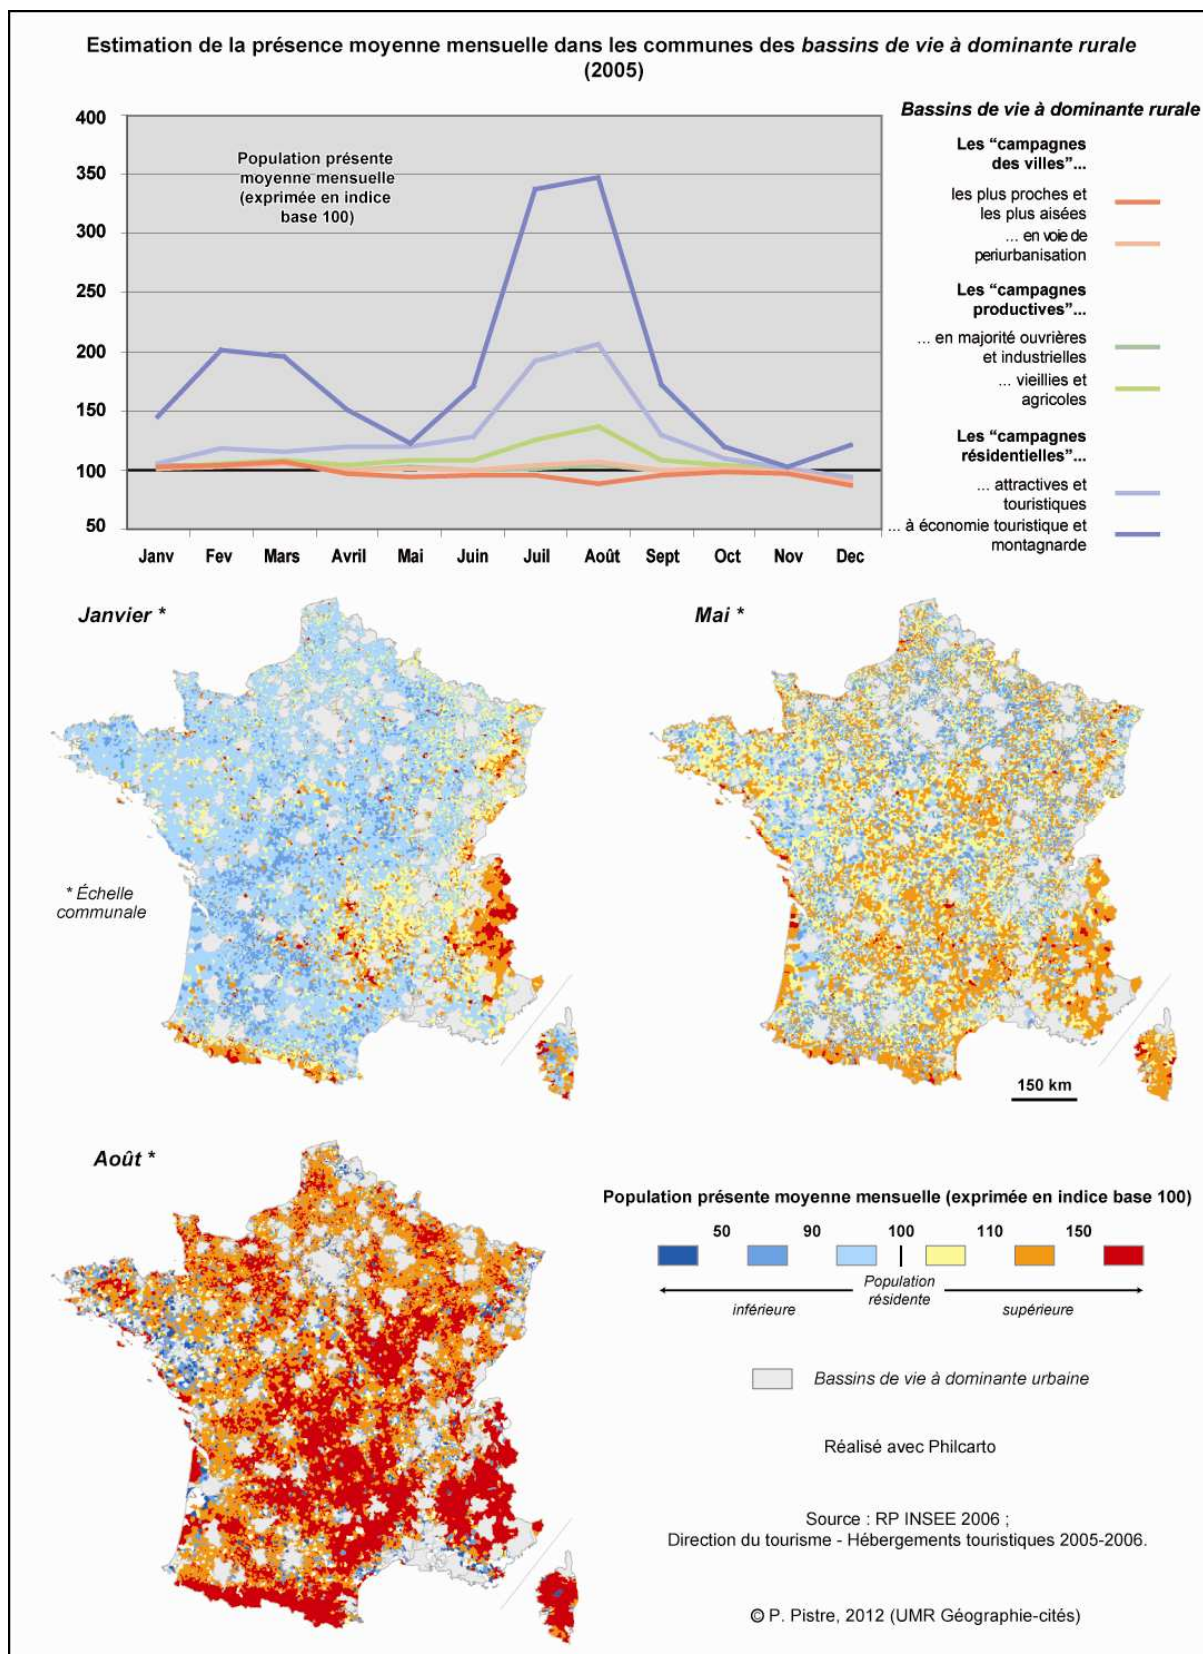 Estimation de la présence moyenne mensuelle dans les communes des bassins de vie à dominante rurale
(2005)
400
350
300
250
200
150
100
50
Population présente
moyenne mensuelle
(exprimée en indice
base 100)
Janv Fev Mars Avril Mai Juin Juil Août Sept Oct Nov Dec
Bassins de vie à dominante rurale
Les “campagnes
des villes”...
les plus proches et
les plus aisées
... en voie de
periurbanisation
Les “campagnes
productives”...
... en majorité ouvrières
et industrielles
... vieillies et
agricoles
Les “campagnes
résidentielles”...
... attractives et
touristiques
... à économie touristique et
montagnarde
Janvier *
Mai *
* Échelle
communale
150 km
Août *
Population présente moyenne mensuelle (exprimée en indice base 100)
50 90 100 110 150
Population
résidente
inférieure
supérieure
Bassins de vie à dominante urbaine
Réalisé avec Philcarto
Source : RP INSEE 2006 ;
Direction du tourisme - Hébergements touristiques 2005-2006.
© P. Pistre, 2012 (UMR Géographie-cités)